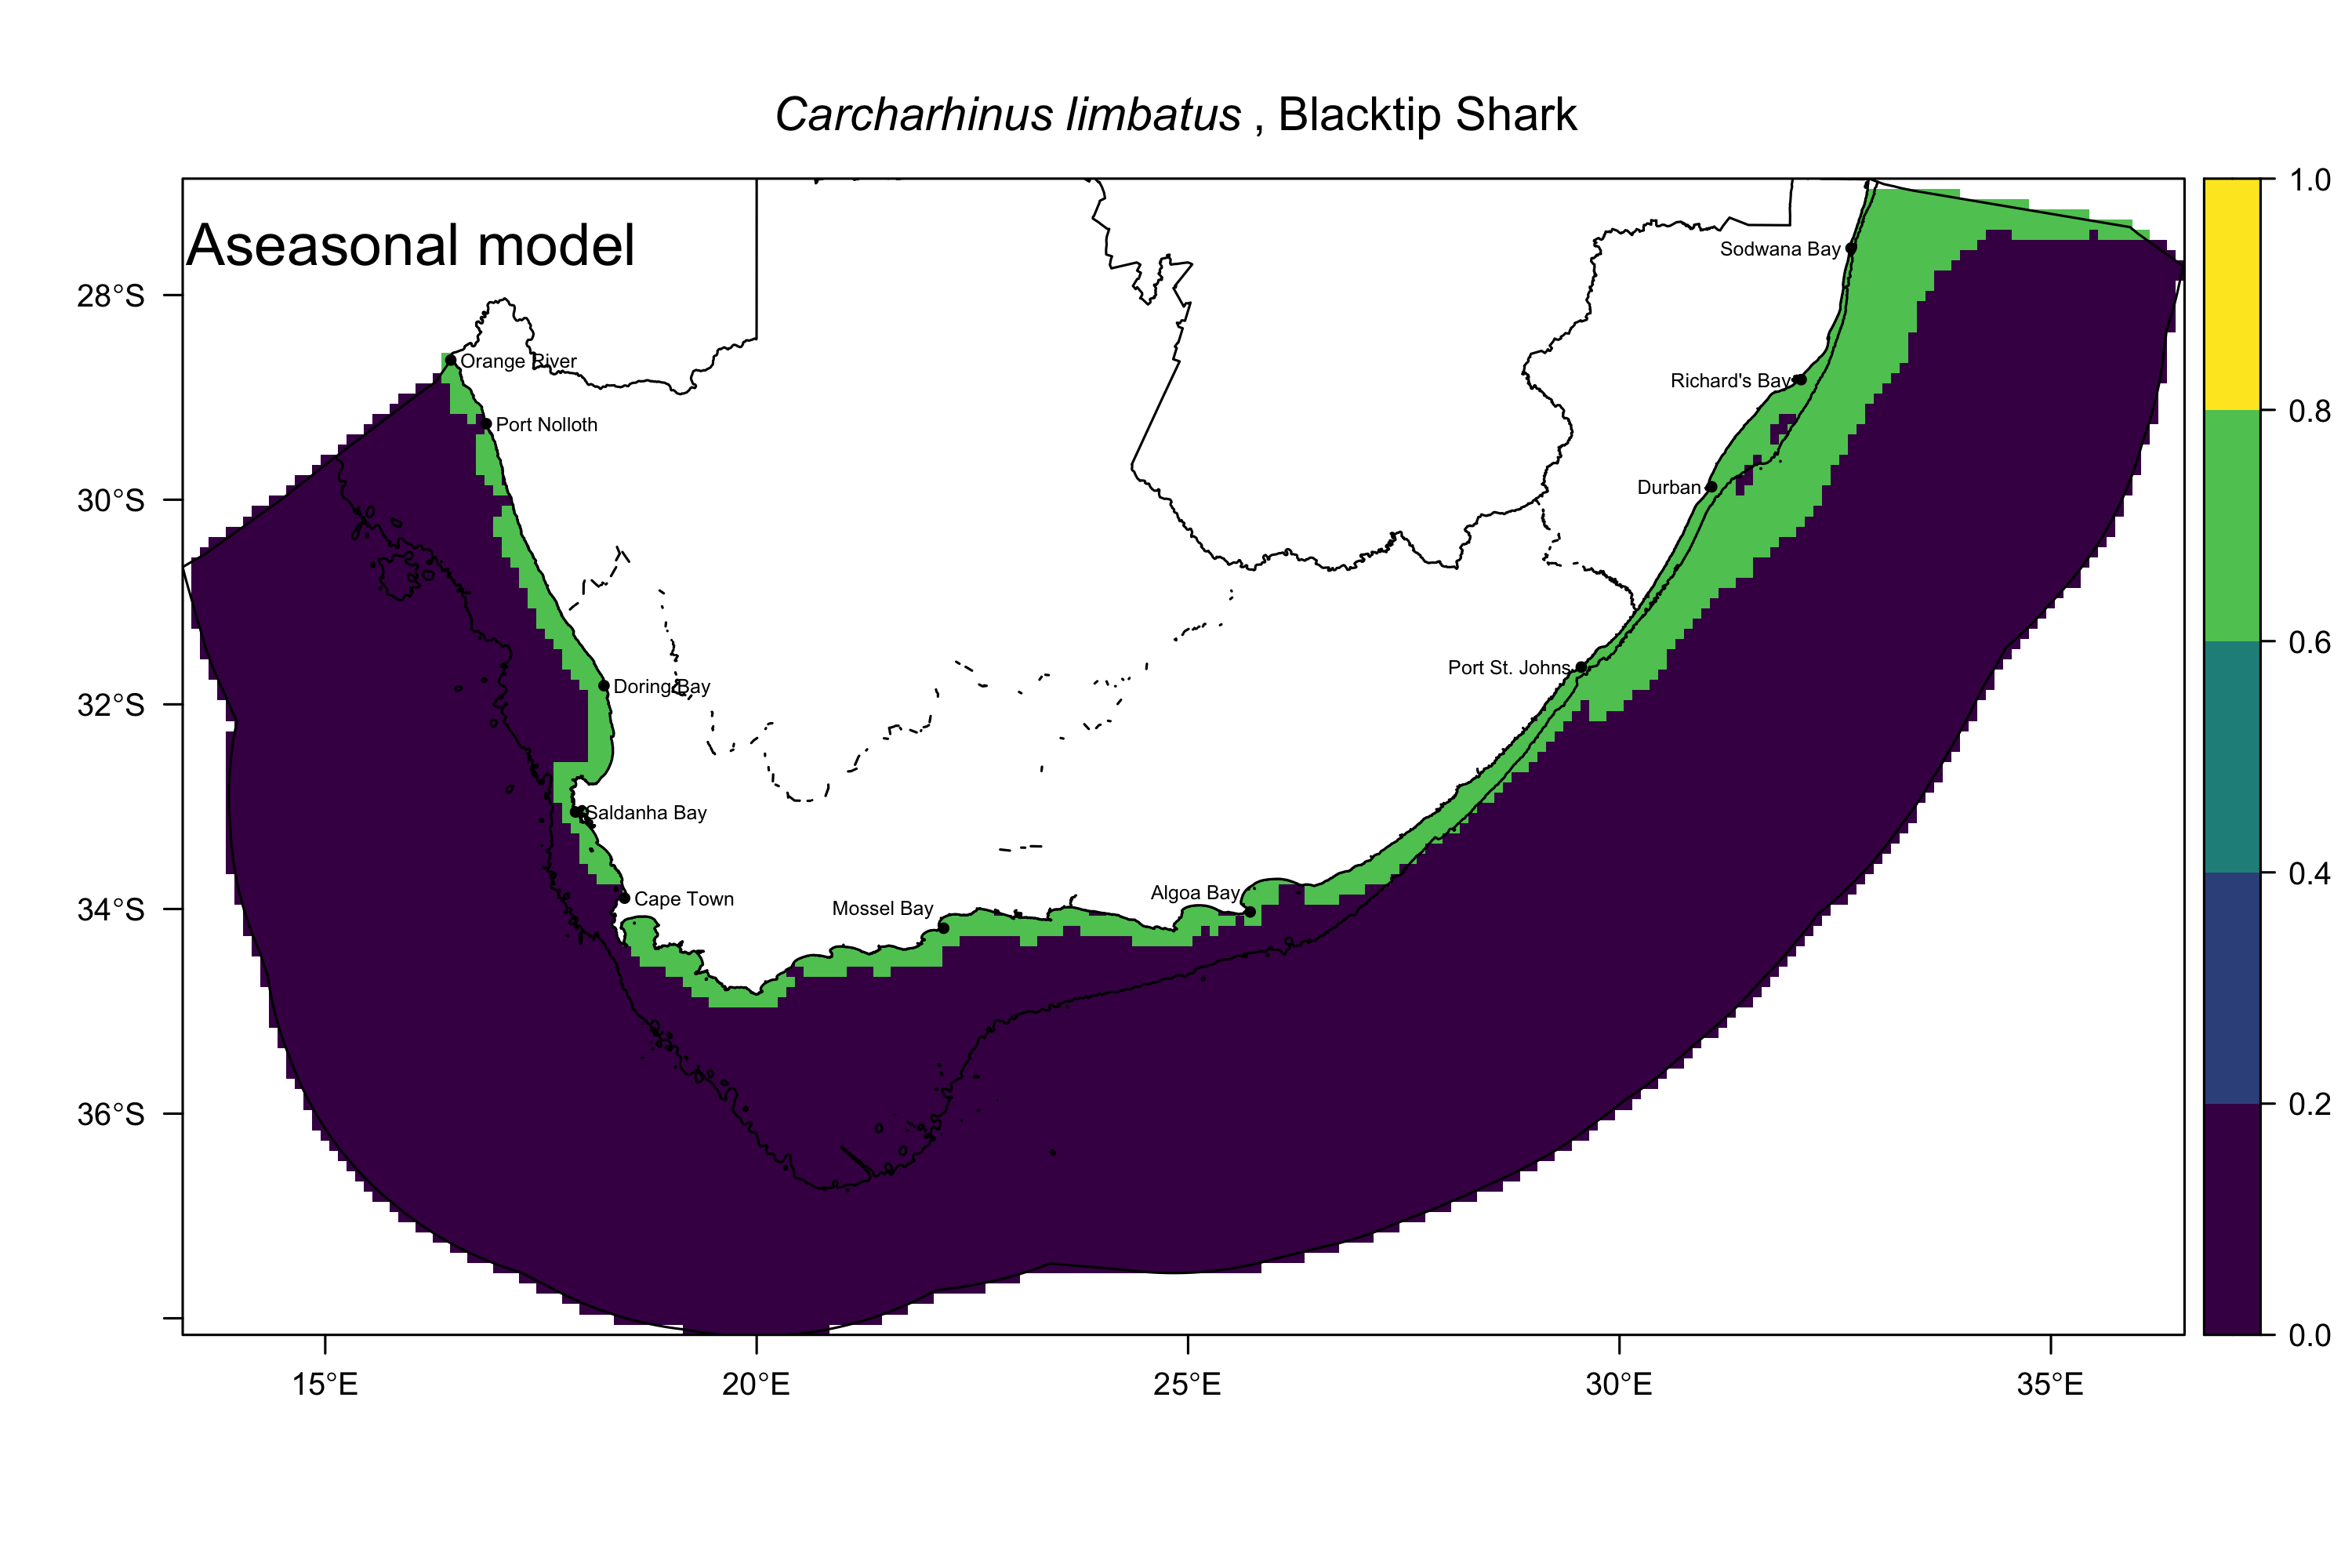 Carcharhinus limbatus , Blacktip Shark
Aseasonal model
1.0
0.8
0.6
0.4
0.2
0.0
28°S
30°S
32°S
34°S
36°S
15°E
20°E
25°E
30°E
35°E
Sodwana Bay
Orange River
Richard's Bay
Port Nolloth
Durban
Port St. Johns
Doring Bay
Saldanha Bay
Algoa Bay
Cape Town
Mossel Bay